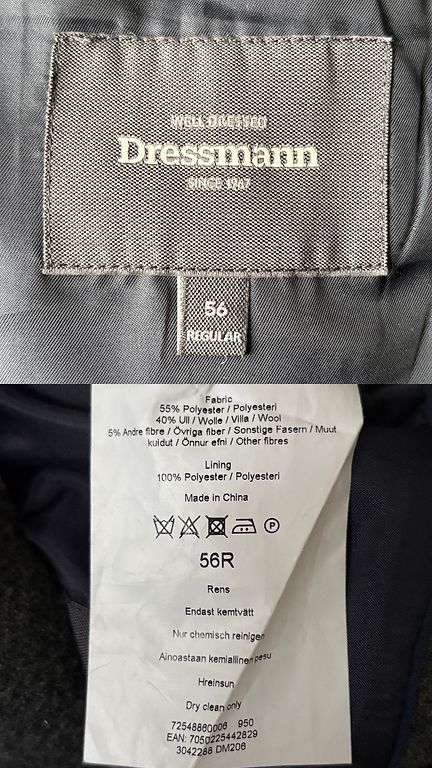 WELL DRESSED
Dressmann
SINCE 1967
56
REGULAR
Fabric
55% Polyester / Polyesteri
40% Ull / Wolle / Villa / Wool
5% Andre fibre / Övriga fiber / Sonstige Fasern / Muut
kuidut / Önnur efni / Other fibres
Lining
100% Polyester / Polyesteri
Made in China
P
56R
Rens
Endast kemtvätt
Nur chemisch reinigen
Ainoastaan kemiallinen pesu
Hreinsun
Dry clean only
72548860006 950
EAN: 7050225442829
3042288 DM206